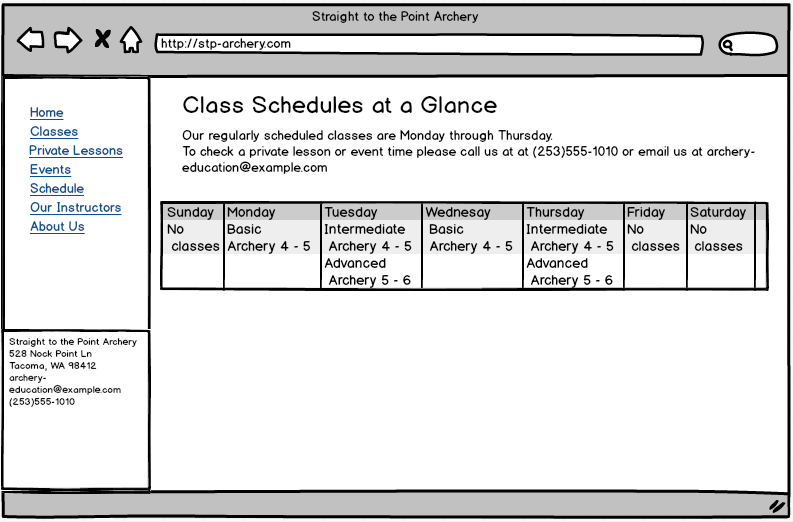 Straight to the Point Archery
http://stp-archery.com
Home
Classes
Private Lessons
Events
Schedule
Our Instructors
About Us
Straight to the Point Archery
528 Nock Point Ln
Tacoma, WA 98412
archery-
education@example.com
(253)555-1010
Class Schedules at a Glance
Our regularly scheduled classes are Monday through Thursday.
To check a private lesson or event time please call us at at (253)555-1010 or email us at archery-
education@example.com
Sunday Monday Tuesday Wednesay Thursday Friday Saturday
No Basic Intermediate Basic Intermediate No No
classes Archery 4 - 5 Archery 4 - 5 Archery 4 - 5 Archery 4 - 5 classes classes
Advanced Advanced
Archery 5 - 6 Archery 5 - 6